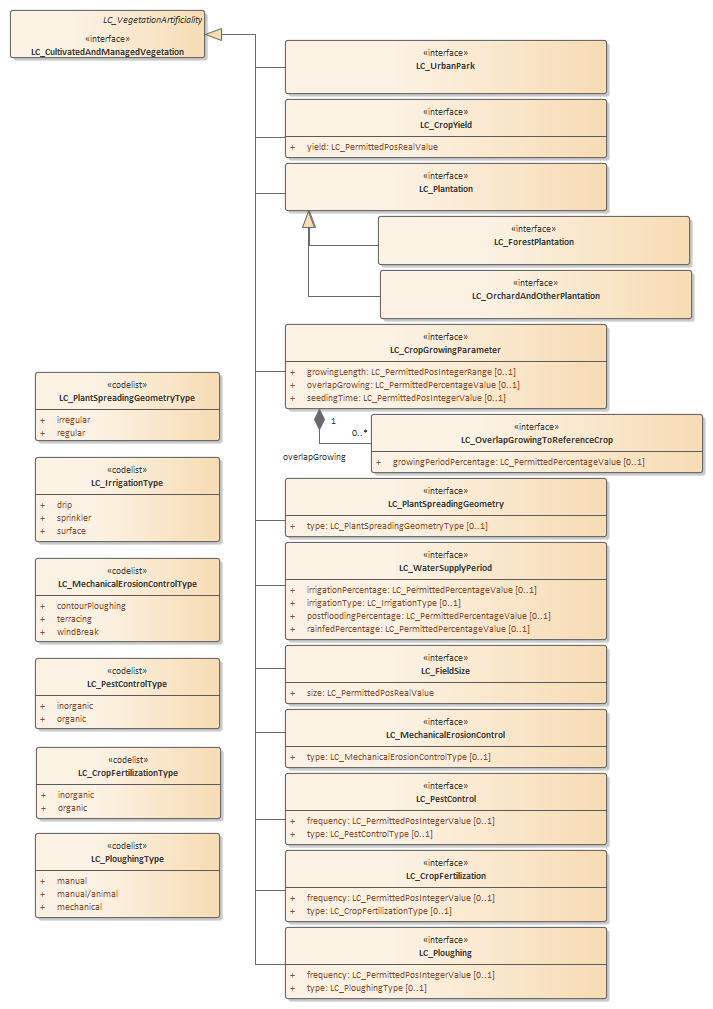 LC_VegetationArtificiality
«interface»
LC_CultivatedAndManagedVegetation
«interface»
LC_UrbanPark
«interface»
LC_CropYield
+ yield: LC_PermittedPosRealValue
«interface»
LC_Plantation
«interface»
LC_ForestPlantation
«interface»
LC_OrchardAndOtherPlantation
«interface»
LC_CropGrowingParameter
+ growingLength: LC_PermittedPosIntegerRange [0..1]
+ overlapGrowing: LC_PermittedPercentageValue [0..1]
+ seedingTime: LC_PermittedPosIntegerValue [0..1]
1
0..*
overlapGrowing
«interface»
LC_OverlapGrowingToReferenceCrop
+ growingPeriodPercentage: LC_PermittedPercentageValue [0..1]
«interface»
LC_PlantSpreadingGeometry
+ type: LC_PlantSpreadingGeometryType [0..1]
«interface»
LC_WaterSupplyPeriod
+ irrigationPercentage: LC_PermittedPercentageValue [0..1]
+ irrigationType: LC_IrrigationType [0..1]
+ postfloodingPercentage: LC_PermittedPercentageValue [0..1]
+ rainfedPercentage: LC_PermittedPercentageValue [0..1]
«interface»
LC_FieldSize
+ size: LC_PermittedPosRealValue
«interface»
LC_MechanicalErosionControl
+ type: LC_MechanicalErosionControlType [0..1]
«interface»
LC_PestControl
+ frequency: LC_PermittedPosIntegerValue [0..1]
+ type: LC_PestControlType [0..1]
«interface»
LC_CropFertilization
+ frequency: LC_PermittedPosIntegerValue [0..1]
+ type: LC_CropFertilizationType [0..1]
«interface»
LC_Ploughing
+ frequency: LC_PermittedPosIntegerValue [0..1]
+ type: LC_PloughingType [0..1]
«codelist»
LC_PlantSpreadingGeometryType
+ irregular
+ regular
«codelist»
LC_IrrigationType
+ drip
+ sprinkler
+ surface
«codelist»
LC_MechanicalErosionControlType
+ contourPloughing
+ terracing
+ windBreak
«codelist»
LC_PestControlType
+ inorganic
+ organic
«codelist»
LC_CropFertilizationType
+ inorganic
+ organic
«codelist»
LC_PloughingType
+ manual
+ manual/animal
+ mechanical